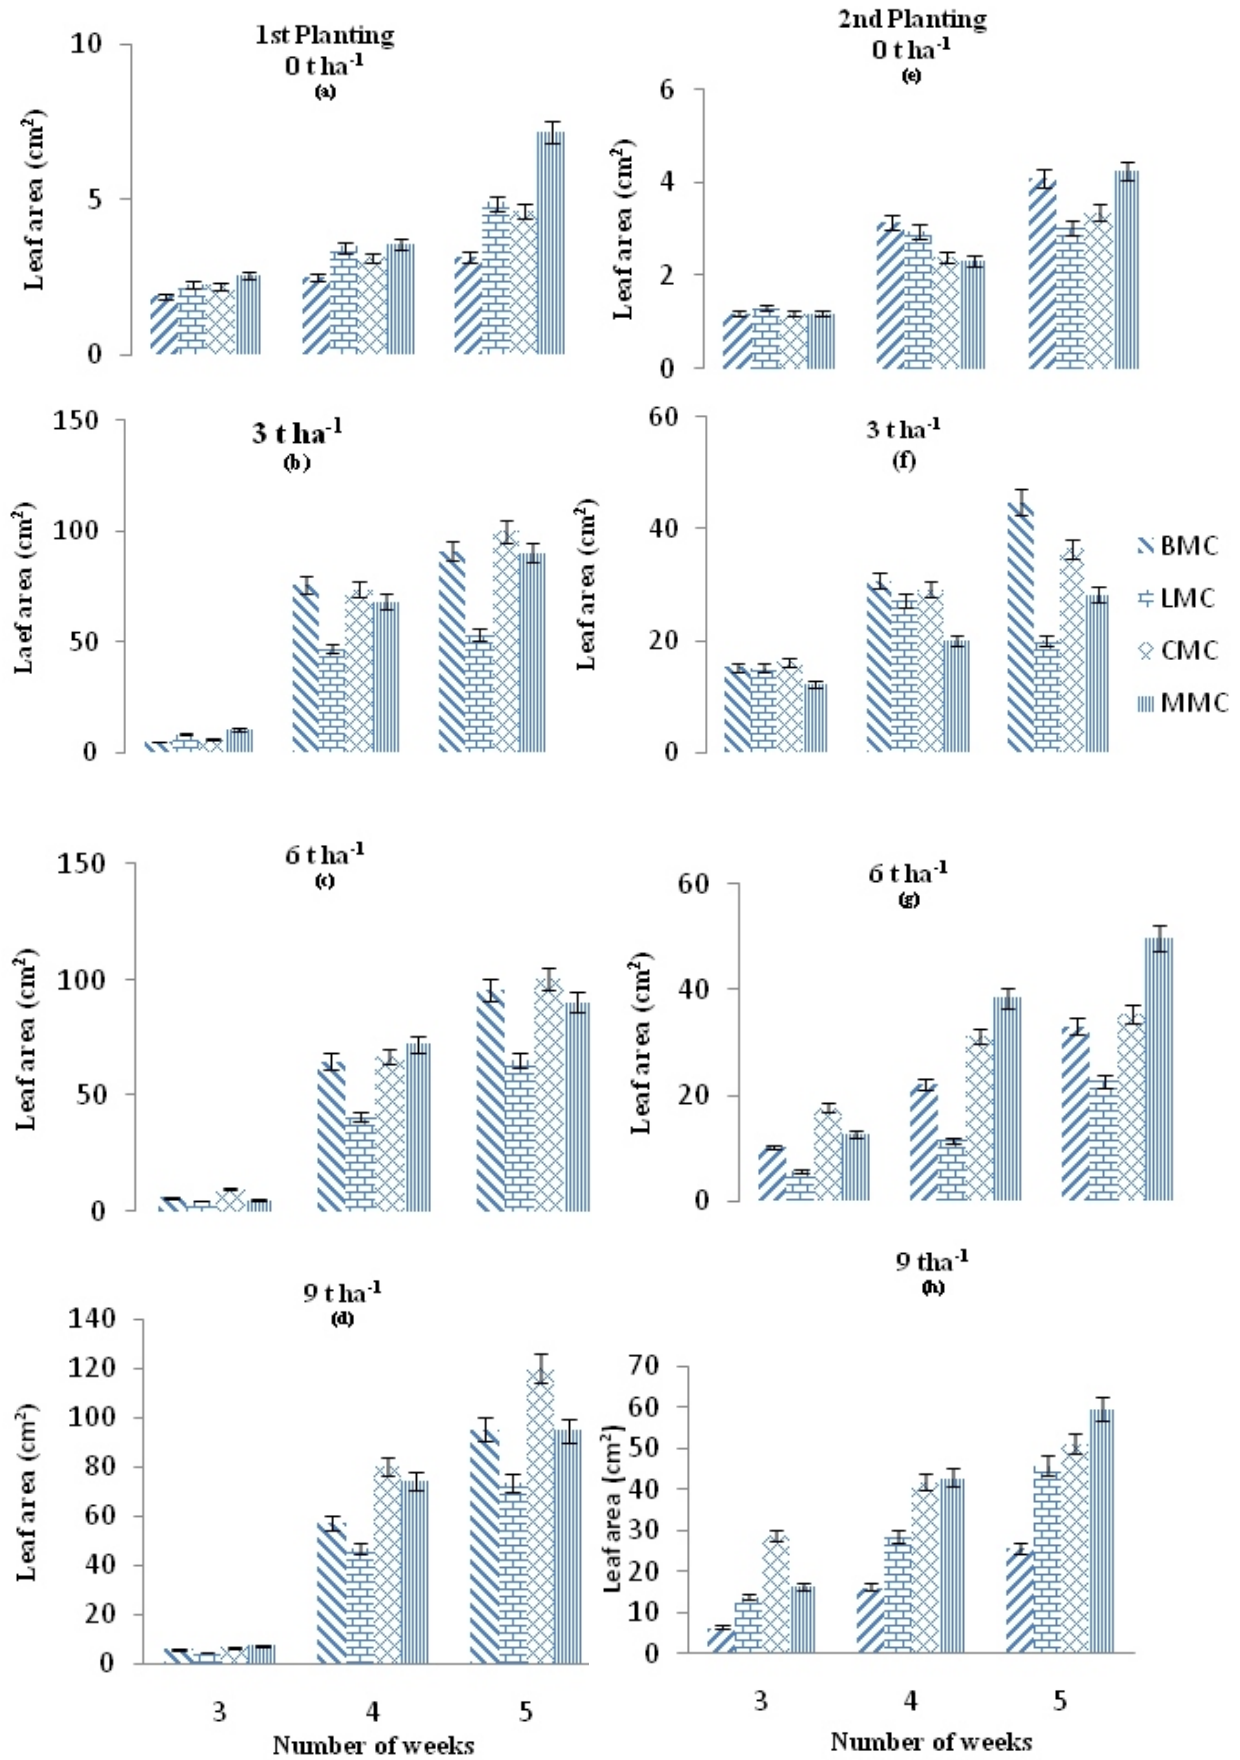 1st Planting
0 t ha⁻¹
(a)
10
5
0
Leaf area (cm²)
2nd Planting
0 t ha⁻¹
(e)
6
4
2
0
Leaf area (cm²)
3 t ha⁻¹
(b)
150
100
50
0
Laef area (cm²)
3 t ha⁻¹
(f)
60
40
20
0
Leaf area (cm²)
BMC
LMC
CMC
MMC
6 t ha⁻¹
(c)
150
100
50
0
Leaf area (cm²)
6 t ha⁻¹
(g)
60
40
20
0
Leaf area (cm²)
9 t ha⁻¹
(d)
140
120
100
80
60
40
20
0
Leaf area (cm²)
3 4 5
Number of weeks
9 tha⁻¹
(h)
70
60
50
40
30
20
10
0
Leaf area (cm²)
3 4 5
Number of weeks